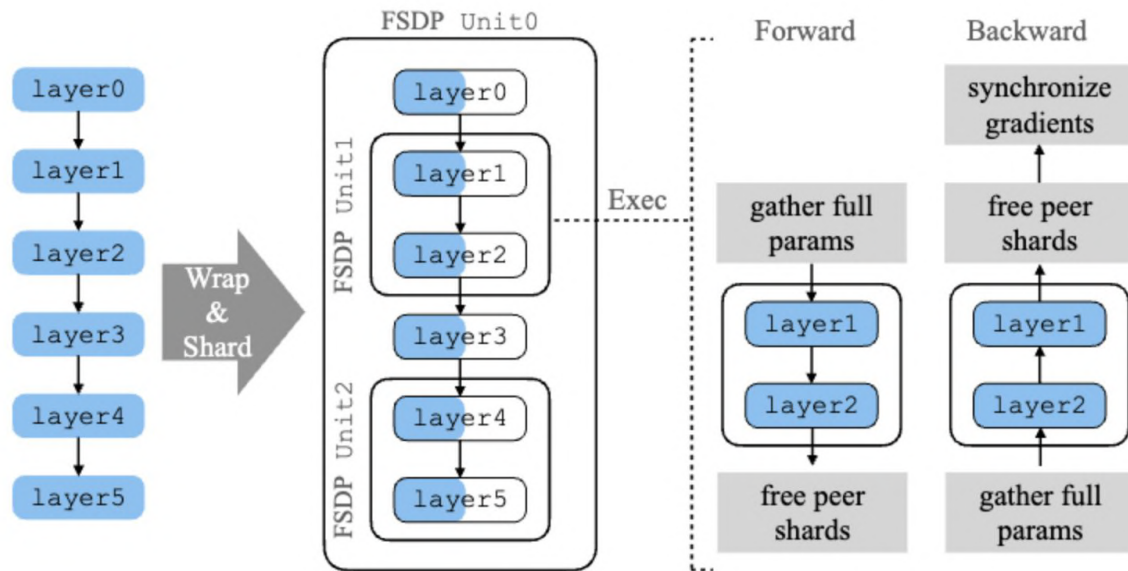 layer0
layer1
layer2
layer3
layer4
layer5
Wrap
&
Shard
FSDP Unit0
layer0
FSDP Unit1
layer1
layer2
layer3
FSDP Unit2
layer4
layer5
Exec
Forward
gather full
params
layer1
layer2
free peer
shards
Backward
synchronize
gradients
free peer
shards
layer1
layer2
gather full
params